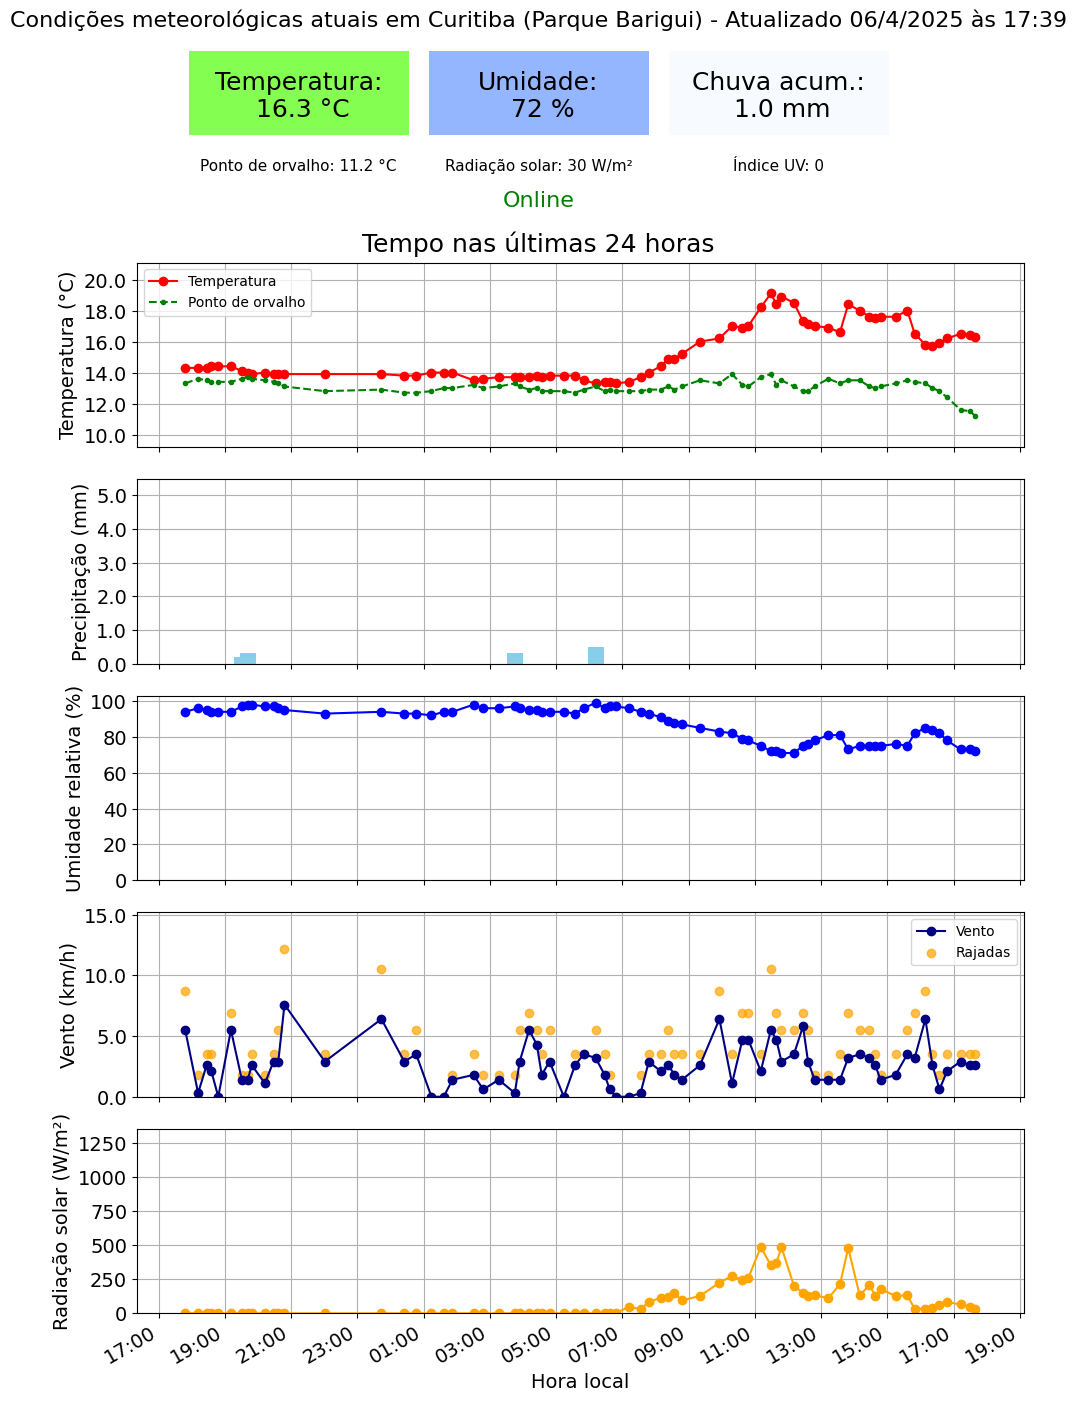 Condições meteorológicas atuais em Curitiba (Parque Barigui) - Atualizado 06/4/2025 às 17:39
Temperatura:
16.3 °C
Umidade:
72 %
Chuva acum.:
1.0 mm
Ponto de orvalho: 11.2 °C
Radiação solar: 30 W/m²
Índice UV: 0
Online
Tempo nas últimas 24 horas
Temperatura (°C)
20.0
18.0
16.0
14.0
12.0
10.0
Temperatura
Ponto de orvalho
Precipitação (mm)
5.0
4.0
3.0
2.0
1.0
0.0
Umidade relativa (%)
100
80
60
40
20
0
Vento (km/h)
15.0
10.0
5.0
0.0
Vento
Rajadas
Radiação solar (W/m²)
1250
1000
750
500
250
0
17:00
19:00
21:00
23:00
01:00
03:00
05:00
07:00
09:00
11:00
13:00
15:00
17:00
19:00
Hora local